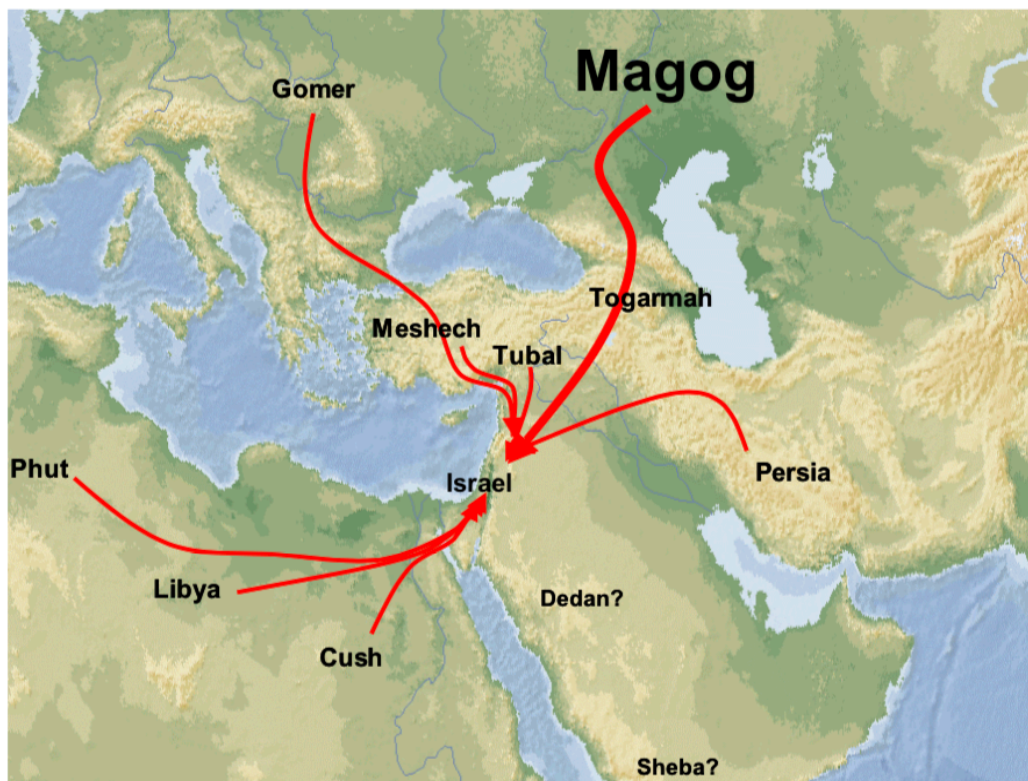 Magog
Gomer
Togarmah
Meshech
Tubal
Phut
Israel
Persia
Libya
Dedan?
Cush
Sheba?